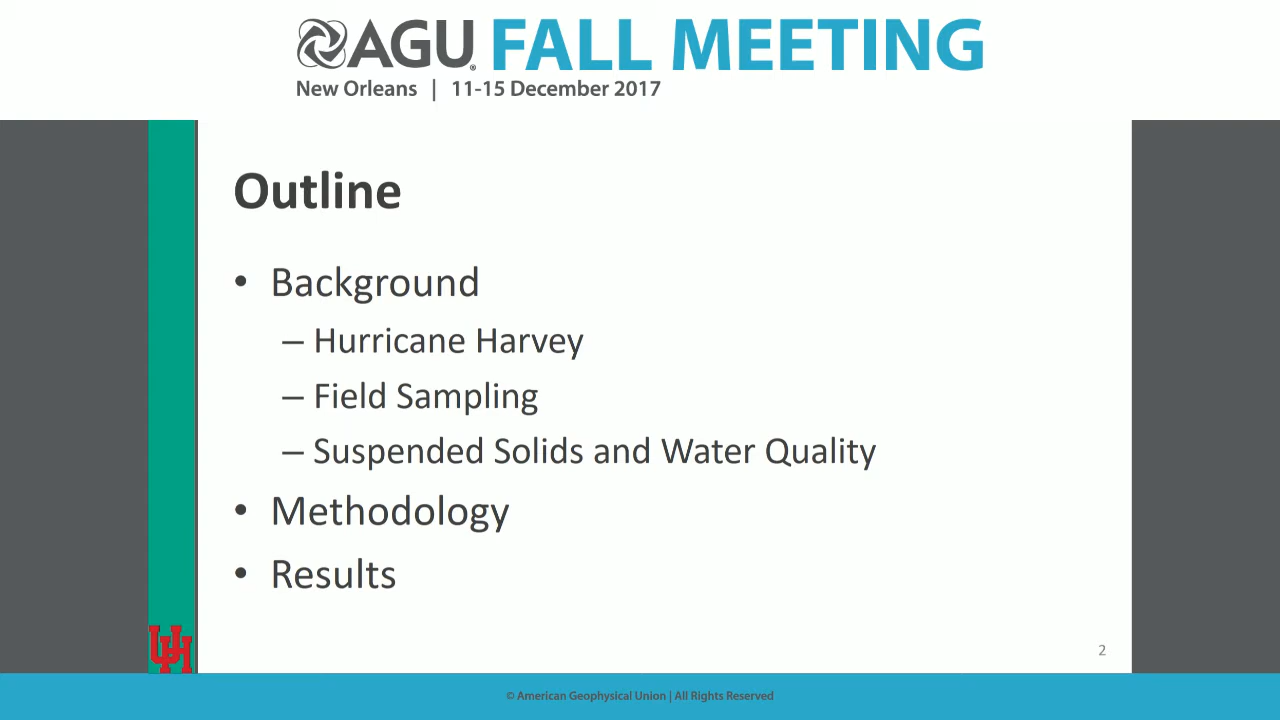 AGU FALL MEETING
New Orleans | 11-15 December 2017
Outline
• Background
– Hurricane Harvey
– Field Sampling
– Suspended Solids and Water Quality
• Methodology
• Results
UH
2
© American Geophysical Union | All Rights Reserved